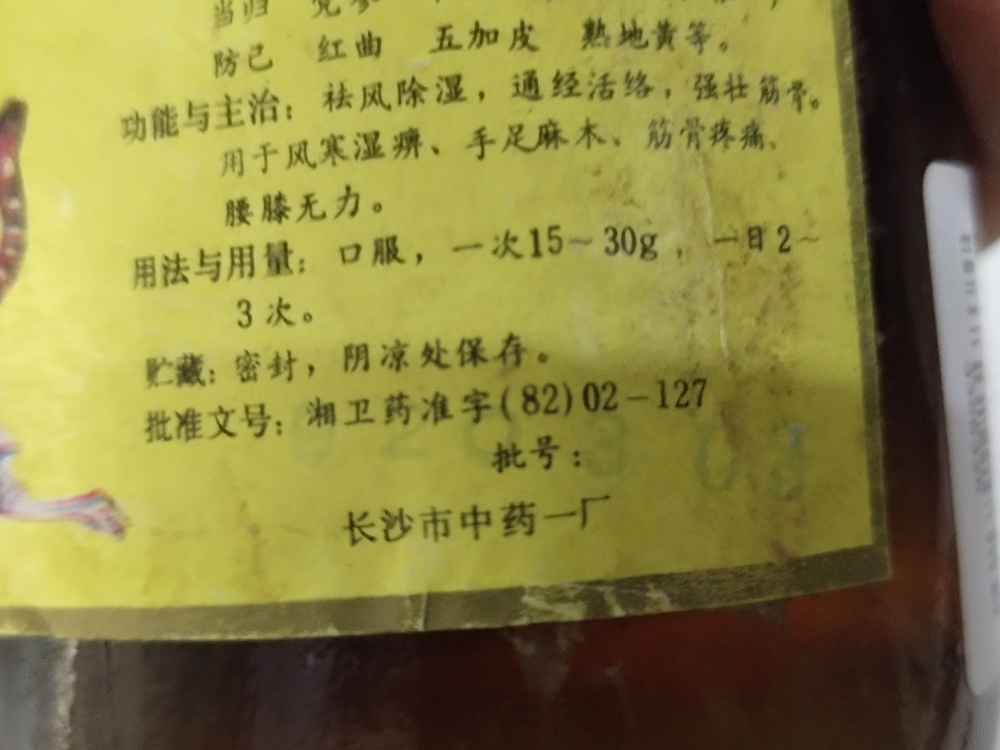 当归 党参
防己 红曲 五加皮 熟地黄等。
功能与主治：祛风除湿，通经活络，强壮筋骨。
用于风寒湿痹、手足麻木、筋骨疼痛、
腰膝无力。
用法与用量：口服，一次15～30g，一日2～
3次。
贮藏：密封，阴凉处保存。
批准文号：湘卫药准字(82)02－127
批号：
长沙市中药一厂